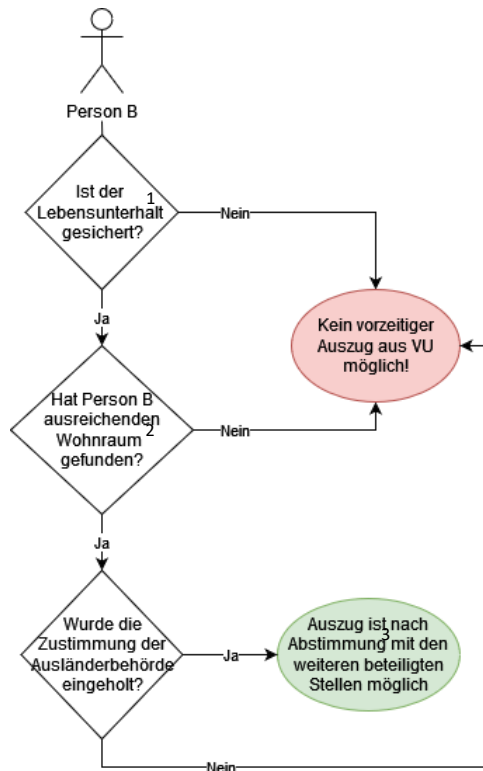 Person B
Ist der 1
Lebensunterhalt
gesichert?
Nein
Ja
Kein vorzeitiger
Auszug aus VU
möglich!
Hat Person B
ausreichenden
Wohnraum 2
gefunden?
Nein
Ja
Wurde die
Zustimmung der
Ausländerbehörde
eingeholt?
Ja
Auszug ist nach
Abstimmung mit den 3
weiteren beteiligten
Stellen möglich
Nein